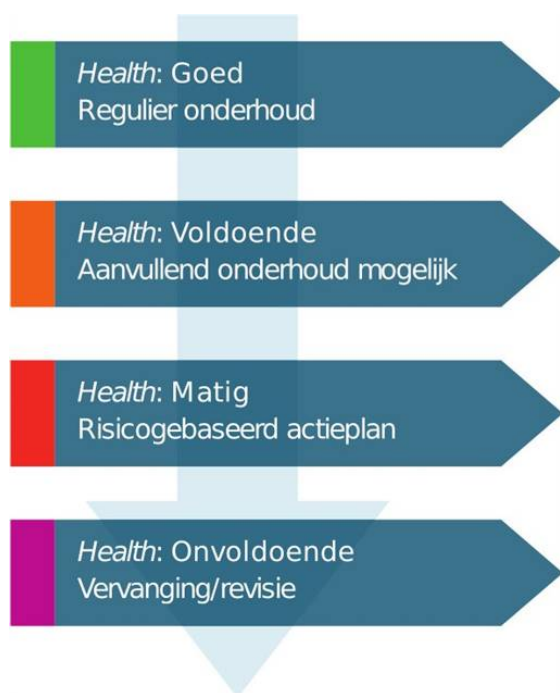 Health: Goed
Regulier onderhoud
Health: Voldoende
Aanvullend onderhoud mogelijk
Health: Matig
Risicogebaseerd actieplan
Health: Onvoldoende
Vervanging/revisie